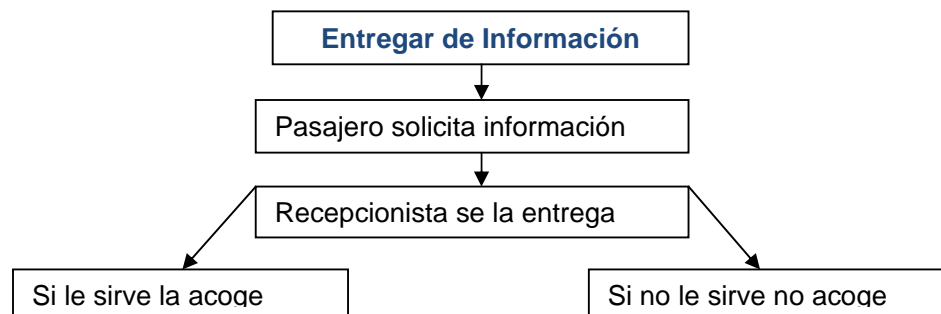 Entregar de Información
Pasajero solicita información
Recepcionista se la entrega
Si le sirve la acoge
Si no le sirve no acoge